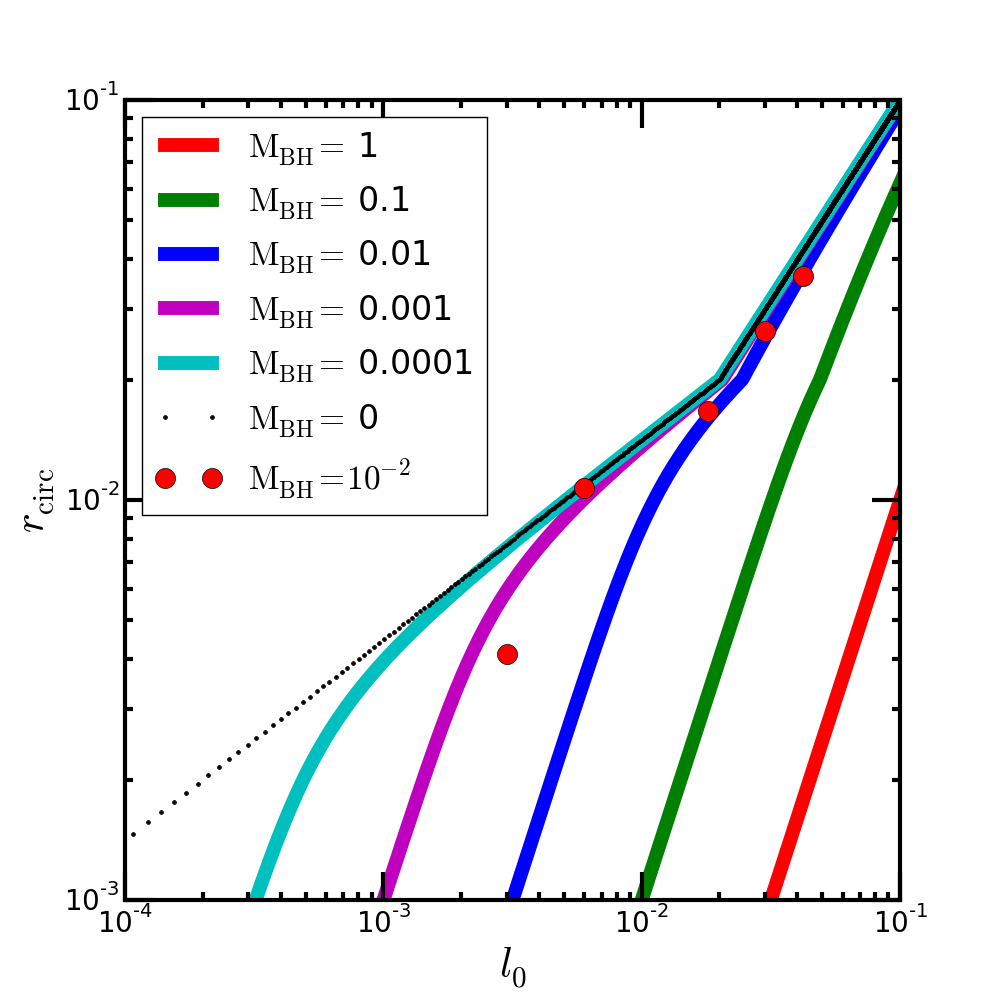 10⁻¹
M_BH = 1
M_BH = 0.1
M_BH = 0.01
M_BH = 0.001
M_BH = 0.0001
M_BH = 0
M_BH=10⁻²
r_circ
10⁻²
10⁻³
10⁻⁴ 10⁻³ 10⁻² 10⁻¹
l₀